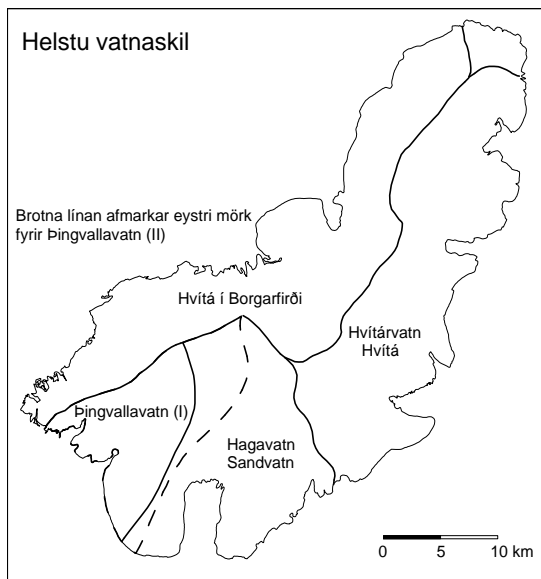 Helstu vatnaskil
Brotna línan afmarkar eystri mörk
fyrir Þingvallavatn (II)
Hvítá í Borgarfirði
Hvítárvatn
Hvítá
Þingvallavatn (I)
Hagavatn
Sandvatn
0 5 10 km